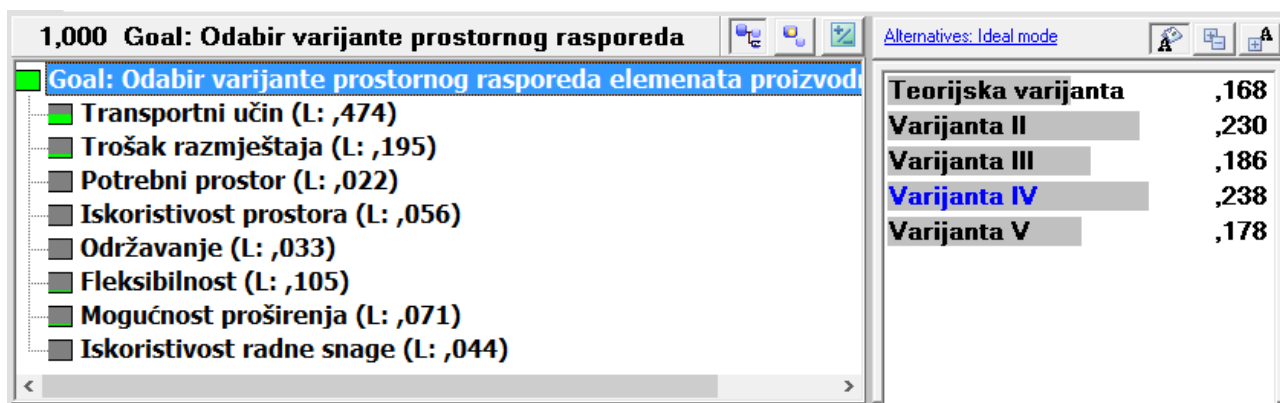 1,000 Goal: Odabir varijante prostornog rasporeda
Goal: Odabir varijante prostornog rasporeda elemenata
Transportni učin (L: ,474)
Trošak razmještaja (L: ,195)
Potrebni prostor (L: ,022)
Iskoristivost prostora (L: ,056)
Održavanje (L: ,033)
Fleksibilnost (L: ,105)
Mogućnost proširenja (L: ,071)
Iskoristivost radne snage (L: ,044)
Alternatives: Ideal mode
Teorijska varijanta ,168
Varijanta II ,230
Varijanta III ,186
Varijanta IV ,238
Varijanta V ,178